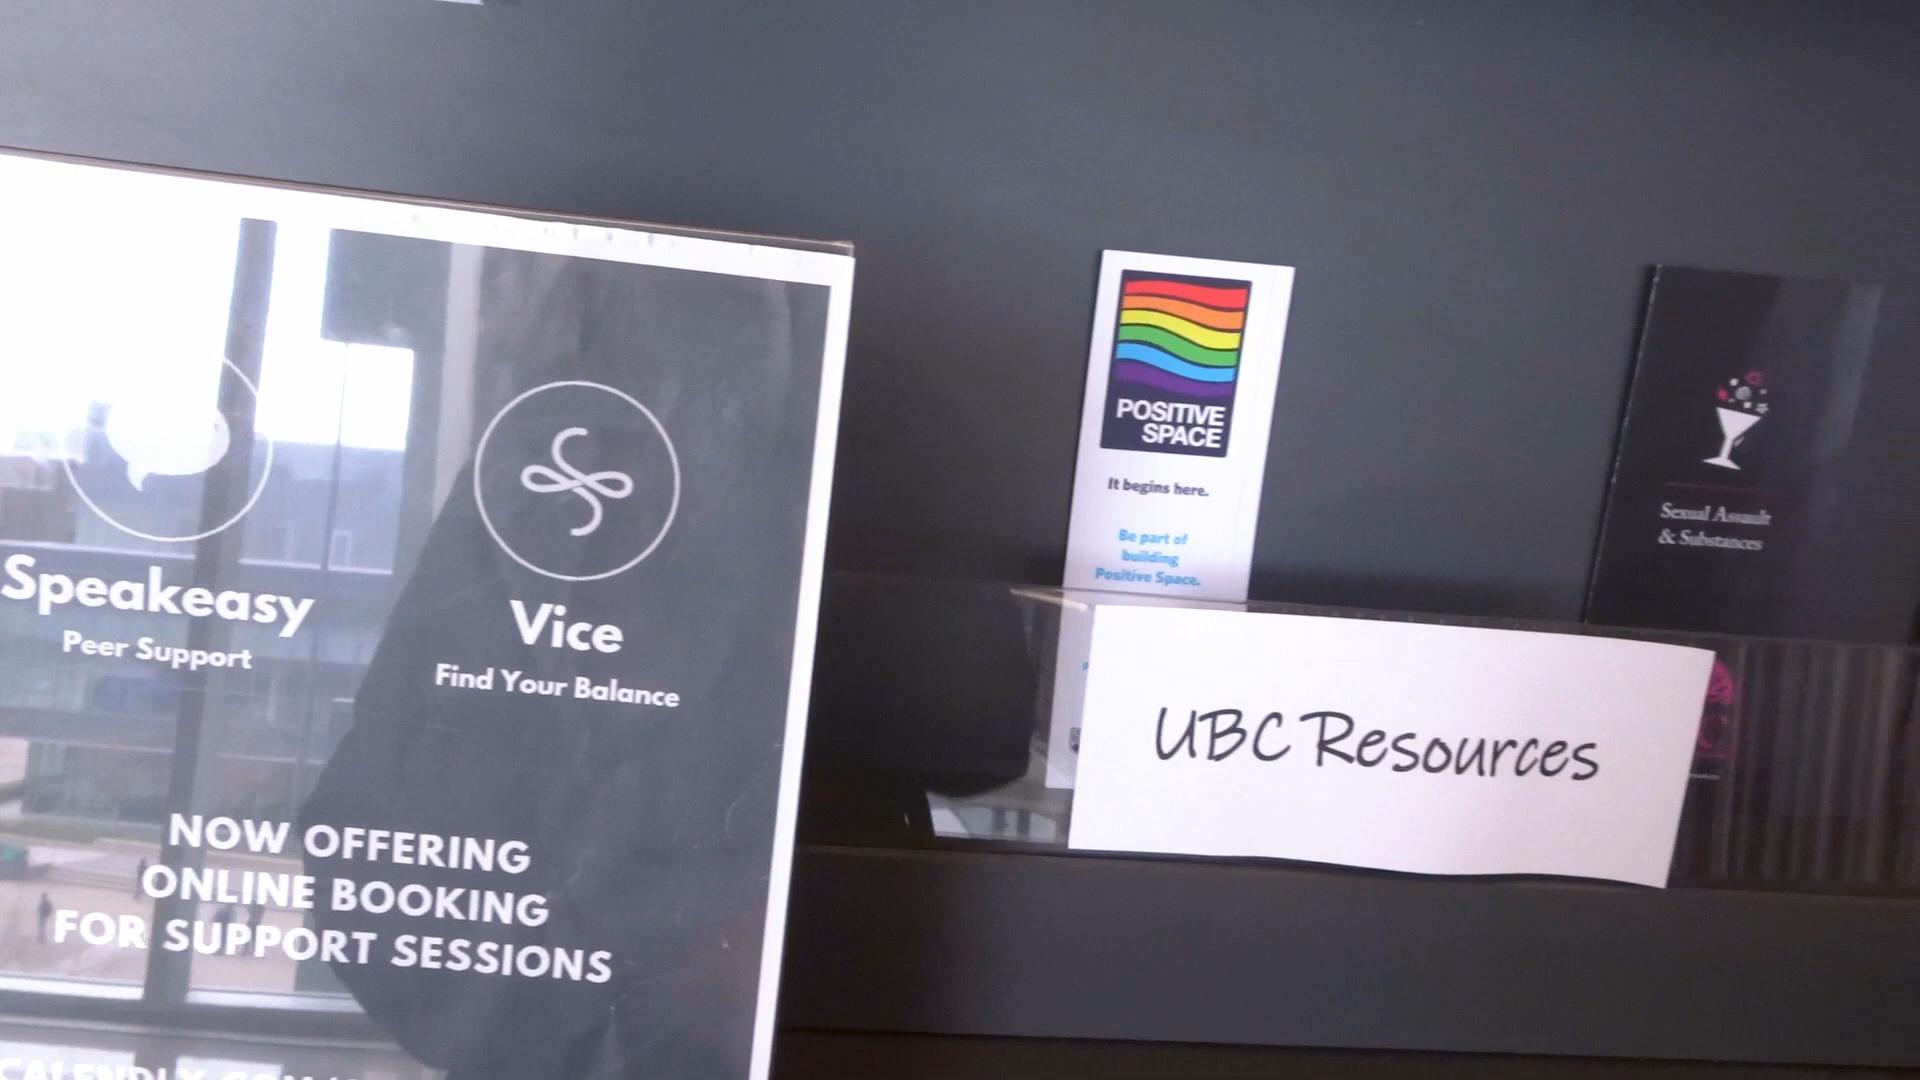 Speakeasy
Peer Support
Vice
Find Your Balance
NOW OFFERING
ONLINE BOOKING
FOR SUPPORT SESSIONS
POSITIVE
SPACE
It begins here.
Be part of
building
Positive Space.
UBC Resources
Sexual Assault
& Substances